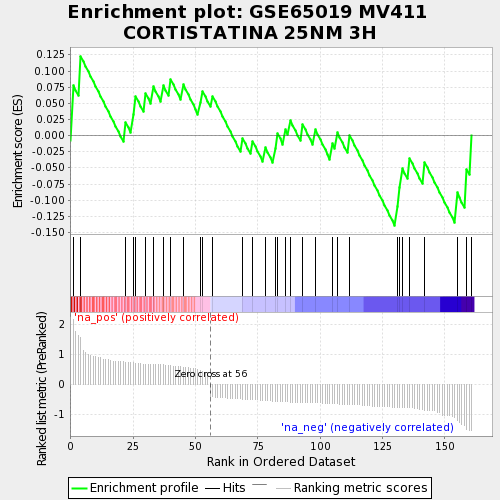 Enrichment plot: GSE65019 MV411
CORTISTATINA 25NM 3H
Enrichment score (ES)
0.125
0.100
0.075
0.050
0.025
0.000
-0.025
-0.050
-0.075
-0.100
-0.125
-0.150
'na_pos' (positively correlated)
Ranked list metric (PreRanked)
2
1
0
-1
Zero cross at 56
'na_neg' (negatively correlated)
0 25 50 75 100 125 150
Rank in Ordered Dataset
Enrichment profile Hits Ranking metric scores